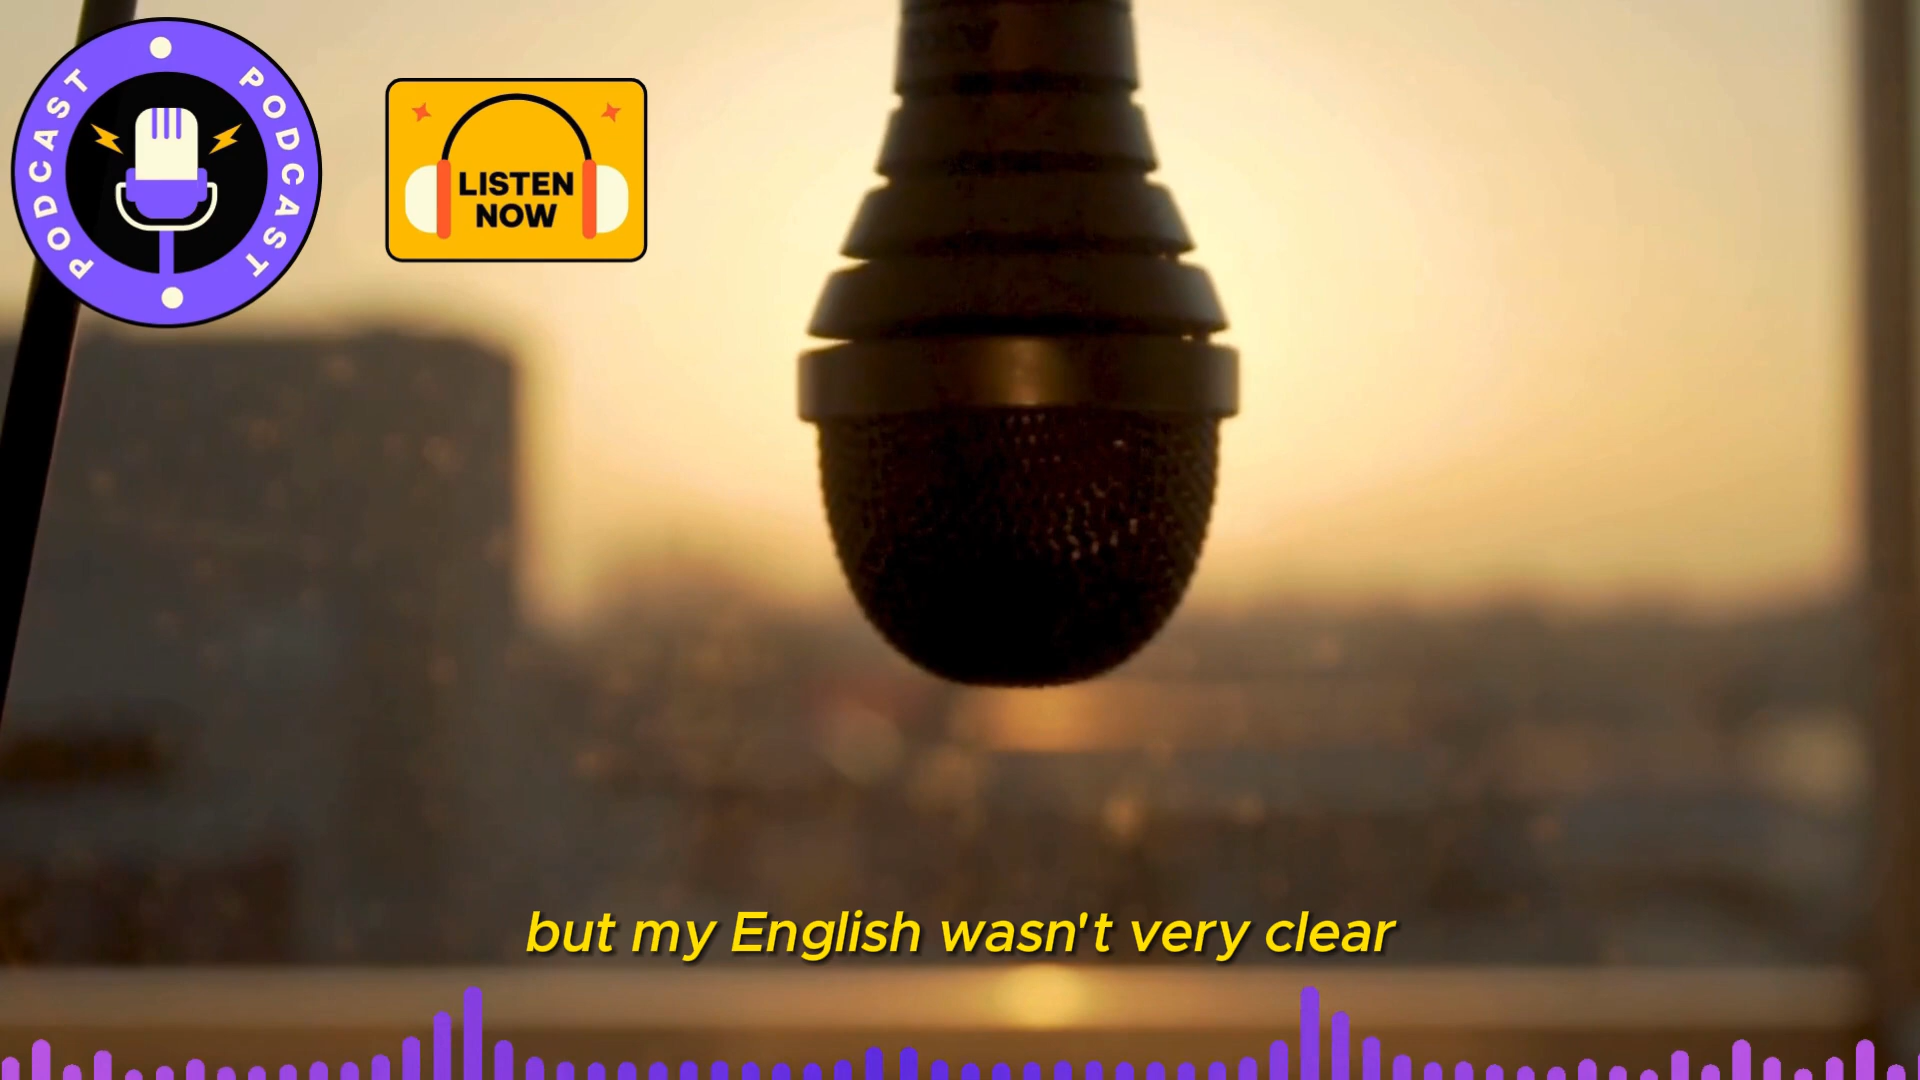 PODCAST
PODCAST
LISTEN
NOW
but my English wasn't very clear